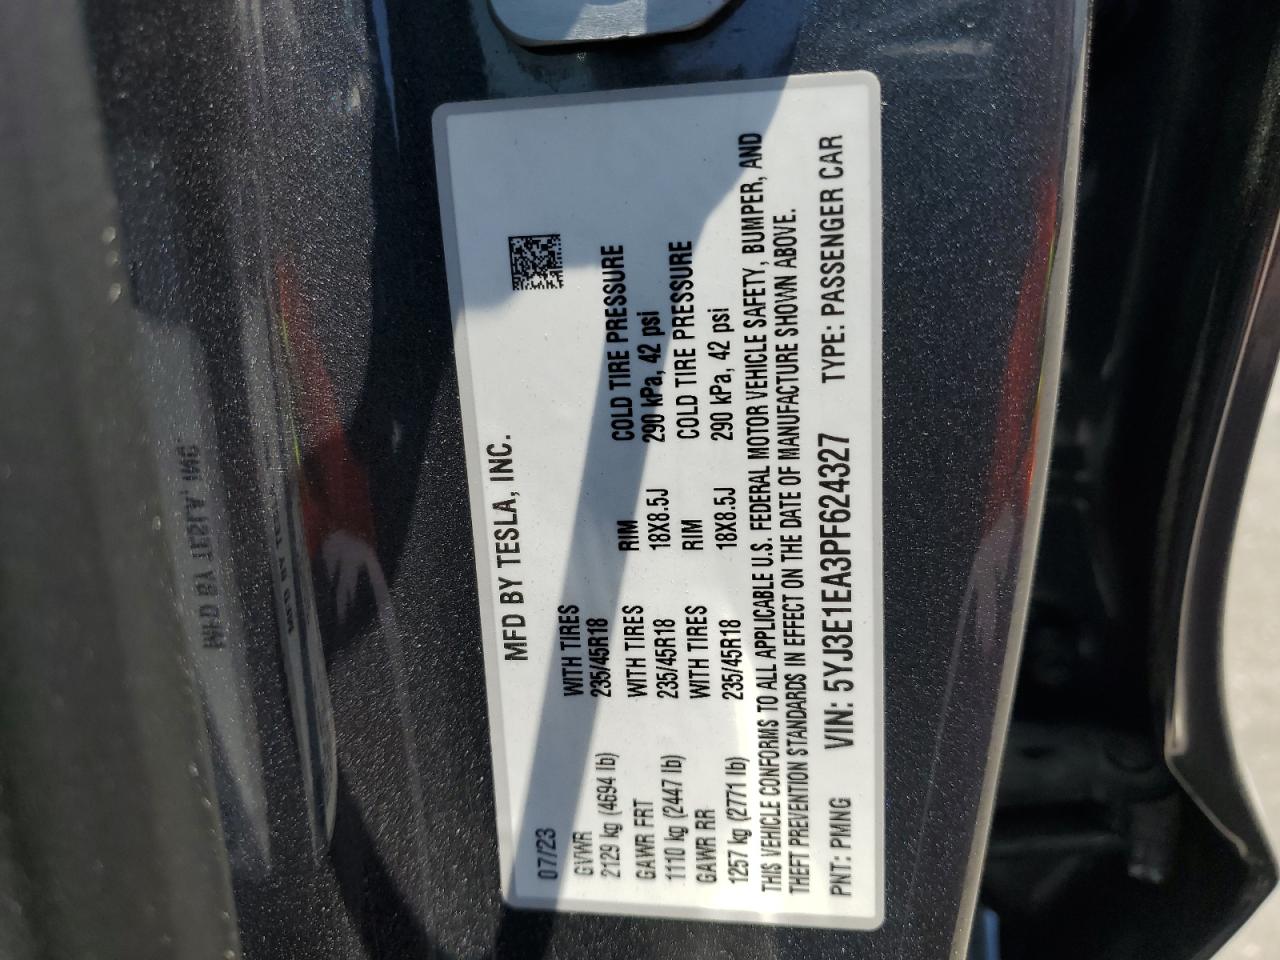 MFD BY TESLA, INC.
07/23
GVWR WITH TIRES RIM COLD TIRE PRESSURE
2129 kg (4694 lb) 235/45R18 18X8.5J 290 kPa, 42 psi
GAWR FRT WITH TIRES RIM COLD TIRE PRESSURE
1110 kg (2447 lb) 235/45R18 18X8.5J 290 kPa, 42 psi
GAWR RR WITH TIRES
1257 kg (2771 lb) 235/45R18
THIS VEHICLE CONFORMS TO ALL APPLICABLE U.S. FEDERAL MOTOR VEHICLE SAFETY, BUMPER, AND
THEFT PREVENTION STANDARDS IN EFFECT ON THE DATE OF MANUFACTURE SHOWN ABOVE.
PNT: PMNG VIN: 5YJ3E1EA3PF624327 TYPE: PASSENGER CAR